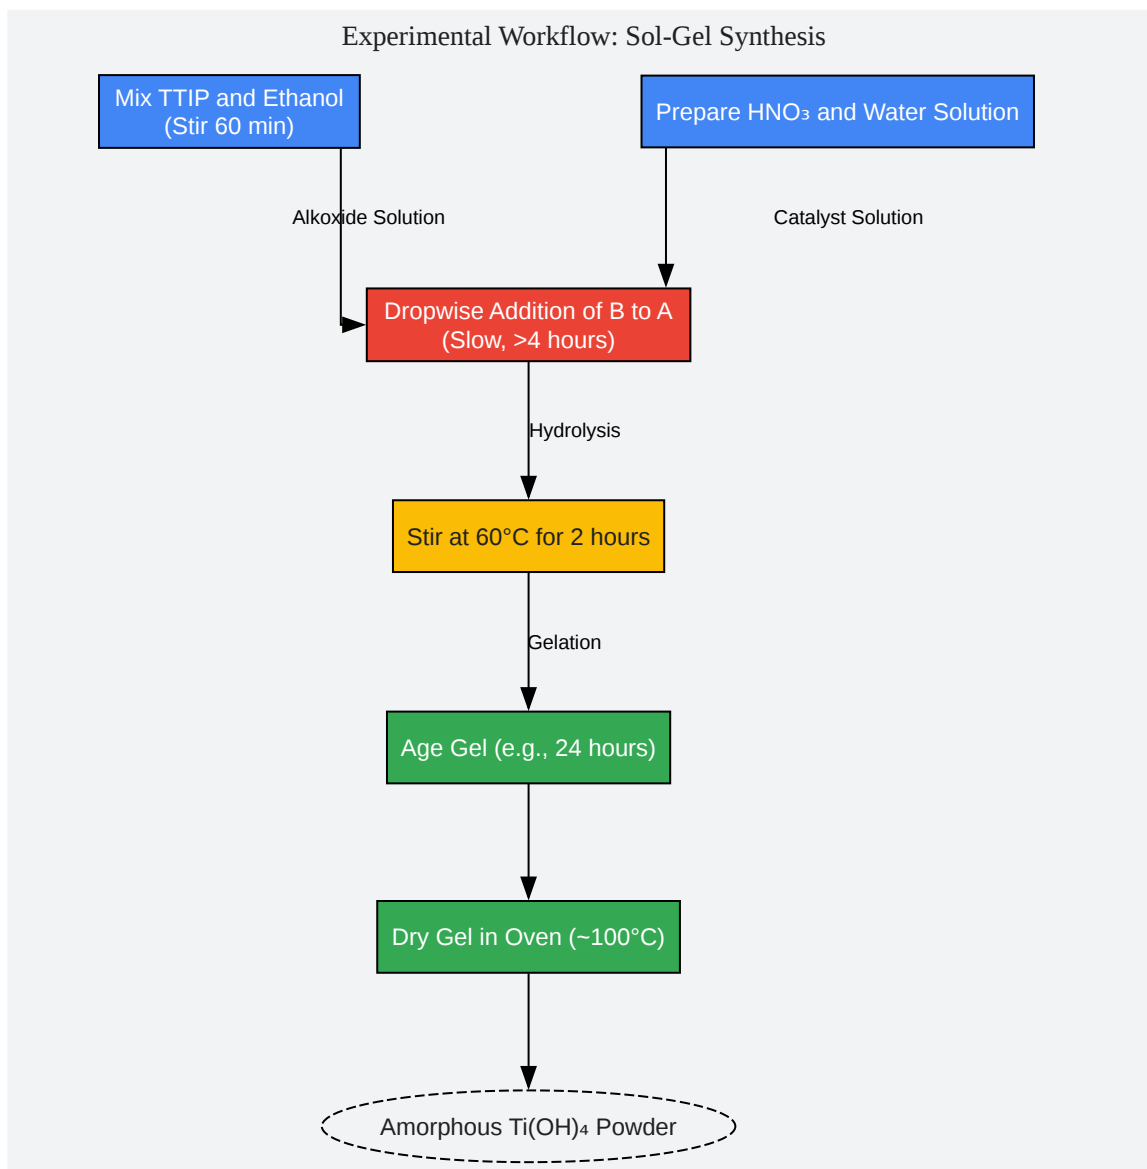 Experimental Workflow: Sol-Gel Synthesis
Mix TTIP and Ethanol
(Stir 60 min)
Prepare HNO₃ and Water Solution
Alkoxide Solution
Catalyst Solution
Dropwise Addition of B to A
(Slow, >4 hours)
Hydrolysis
Stir at 60°C for 2 hours
Gelation
Age Gel (e.g., 24 hours)
Dry Gel in Oven (~100°C)
Amorphous Ti(OH)₄ Powder